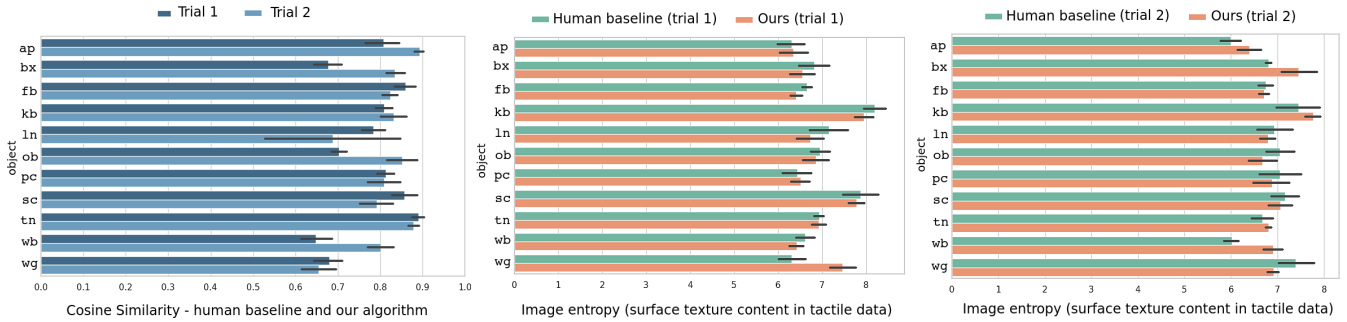 Trial 1 Trial 2
ap
bx
fb
kb
ln
ob
pc
sc
tn
wb
wg
object
0.0 0.1 0.2 0.3 0.4 0.5 0.6 0.7 0.8 0.9 1.0
Cosine Similarity - human baseline and our algorithm
Human baseline (trial 1) Ours (trial 1)
ap
bx
fb
kb
ln
ob
pc
sc
tn
wb
wg
object
0 1 2 3 4 5 6 7 8
Image entropy (surface texture content in tactile data)
Human baseline (trial 2) Ours (trial 2)
ap
bx
fb
kb
ln
ob
pc
sc
tn
wb
wg
object
0 1 2 3 4 5 6 7 8
Image entropy (surface texture content in tactile data)